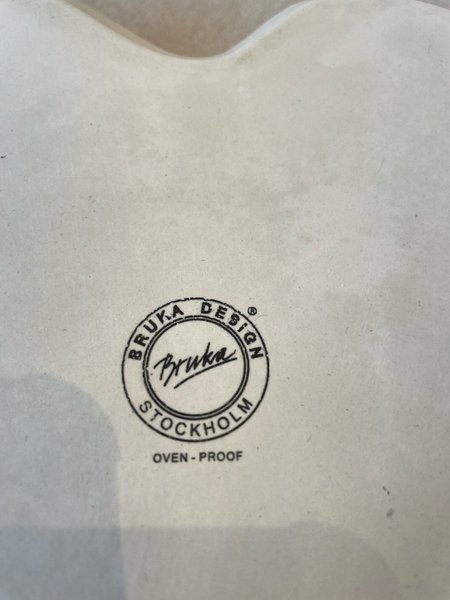 BRUKA DESIGN ®
Bruka
STOCKHOLM
OVEN - PROOF